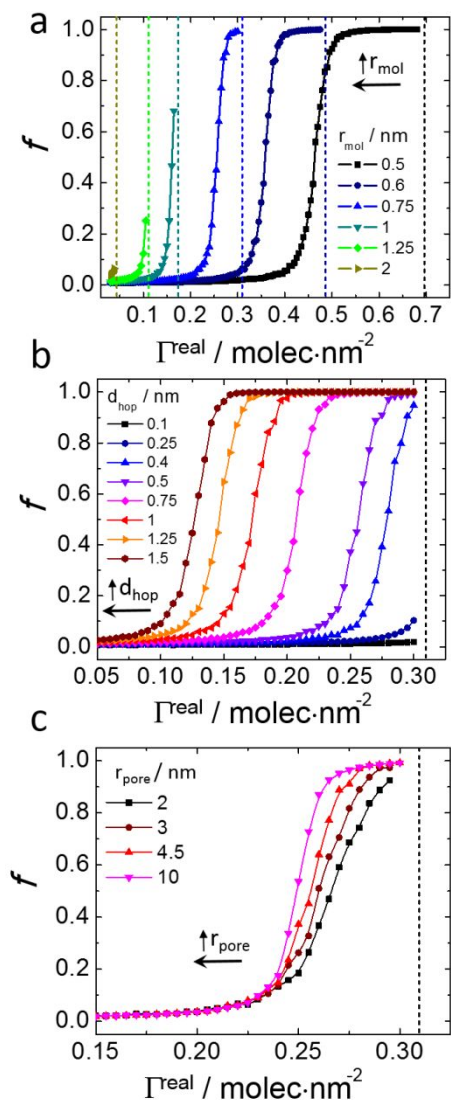 a
1.0
0.8
0.6
0.4
0.2
0.0
f
↑r_mol
r_mol / nm
0.5
0.6
0.75
1
1.25
2
0.1 0.2 0.3 0.4 0.5 0.6 0.7
Γ^real / molec·nm^-2
b
1.0
0.8
0.6
0.4
0.2
0.0
f
d_hop / nm
0.1
0.25
0.4
0.5
0.75
1
1.25
1.5
↑d_hop
0.05 0.10 0.15 0.20 0.25 0.30
Γ^real / molec·nm^-2
c
1.0
0.8
0.6
0.4
0.2
0.0
f
r_pore / nm
2
3
4.5
10
↑r_pore
0.15 0.20 0.25 0.30
Γ^real / molec·nm^-2